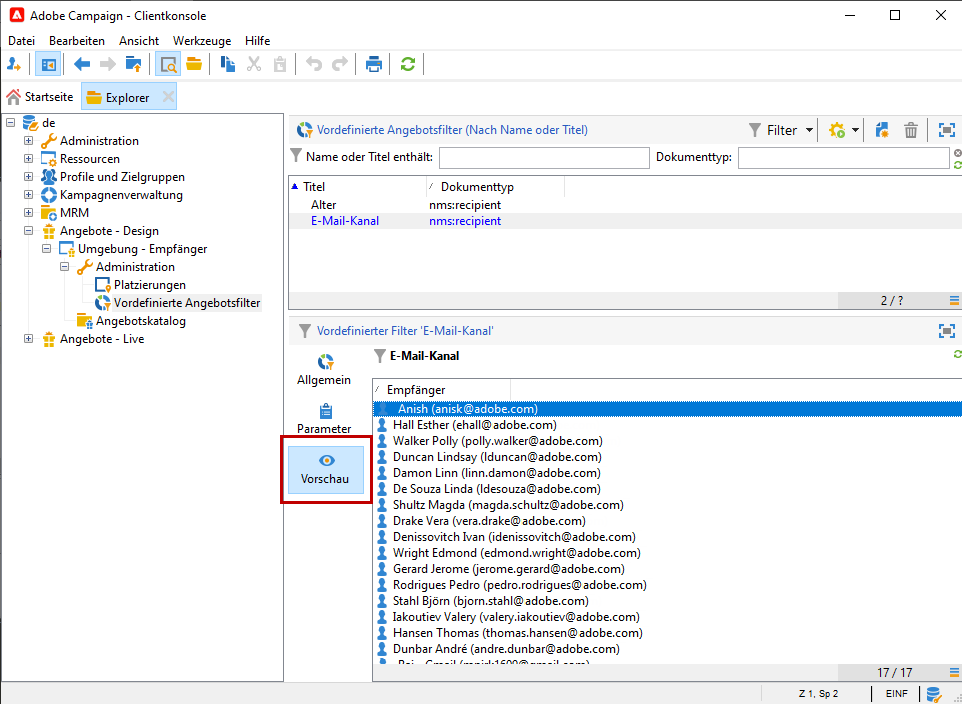 Adobe Campaign - Clientkonsole
Datei Bearbeiten Ansicht Werkzeuge Hilfe
Startseite Explorer
de
Administration
Ressourcen
Profile und Zielgruppen
Kampagnenverwaltung
MRM
Angebote - Design
Umgebung - Empfänger
Administration
Platzierungen
Vordefinierte Angebotsfilter
Angebotskatalog
Angebote - Live
Vordefinierte Angebotsfilter (Nach Name oder Titel) Filter
Name oder Titel enthält: Dokumenttyp:
Titel Dokumenttyp
Alter nms:recipient
E-Mail-Kanal nms:recipient
2 / ?
Vordefinierter Filter 'E-Mail-Kanal'
Allgemein
Parameter
Vorschau
E-Mail-Kanal
Empfänger
Anish (anisk@adobe.com)
Hall Esther (ehall@adobe.com)
Walker Polly (polly.walker@adobe.com)
Duncan Lindsay (lduncan@adobe.com)
Damon Linn (linn.damon@adobe.com)
De Souza Linda (ldesouza@adobe.com)
Shultz Magda (magda.schultz@adobe.com)
Drake Vera (vera.drake@adobe.com)
Denissovitch Ivan (idenissovitch@adobe.com)
Wright Edmond (edmond.wright@adobe.com)
Gerard Jerome (jerome.gerard@adobe.com)
Rodrigues Pedro (pedro.rodrigues@adobe.com)
Stahl Björn (bjorn.stahl@adobe.com)
Iakoutiev Valery (valery.iakoutiev@adobe.com)
Hansen Thomas (thomas.hansen@adobe.com)
Dunbar André (andre.dunbar@adobe.com)
17 / 17
Z 1, Sp 2 EINF